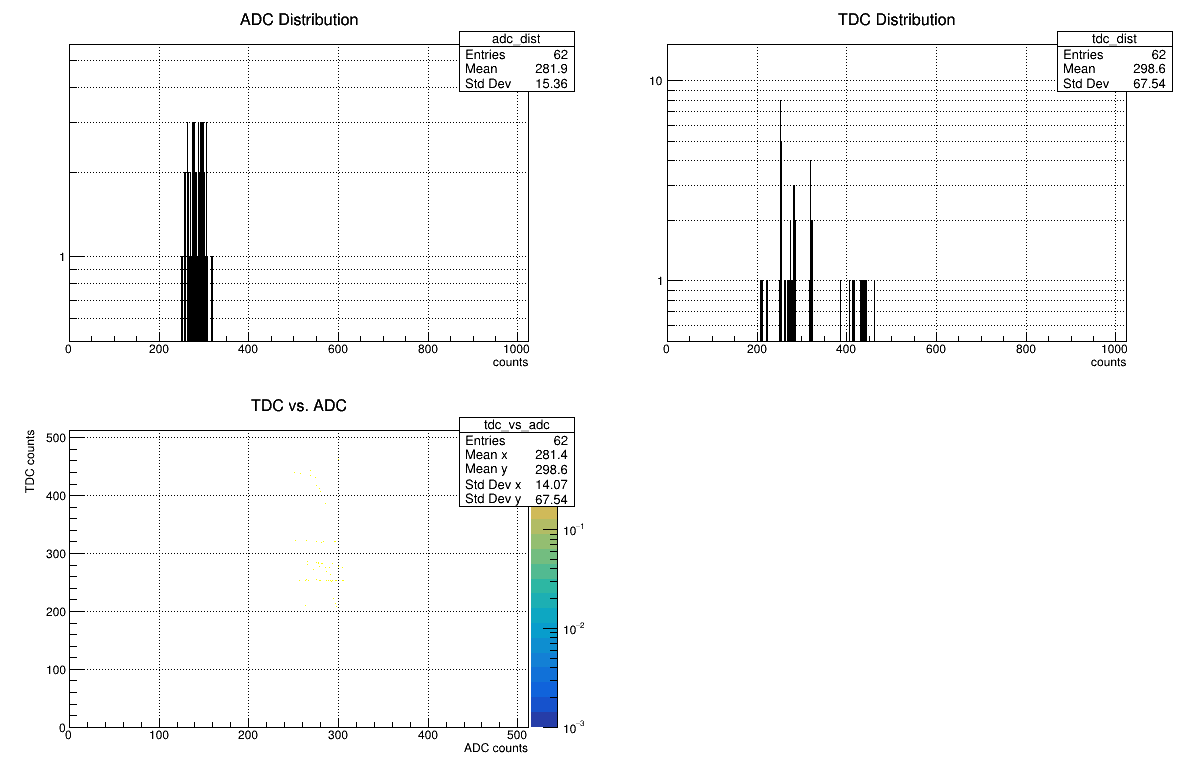 ADC Distribution
adc_dist
Entries 62
Mean 281.9
Std Dev 15.36
1
0 200 400 600 800 1000
counts
TDC Distribution
tdc_dist
Entries 62
Mean 298.6
Std Dev 67.54
10
1
0 200 400 600 800 1000
counts
TDC vs. ADC
tdc_vs_adc
Entries 62
Mean x 281.4
Mean y 298.6
Std Dev x 14.07
Std Dev y 67.54
TDC counts
500
400
300
200
100
0
0 100 200 300 400 500
ADC counts
10⁻¹
10⁻²
10⁻³